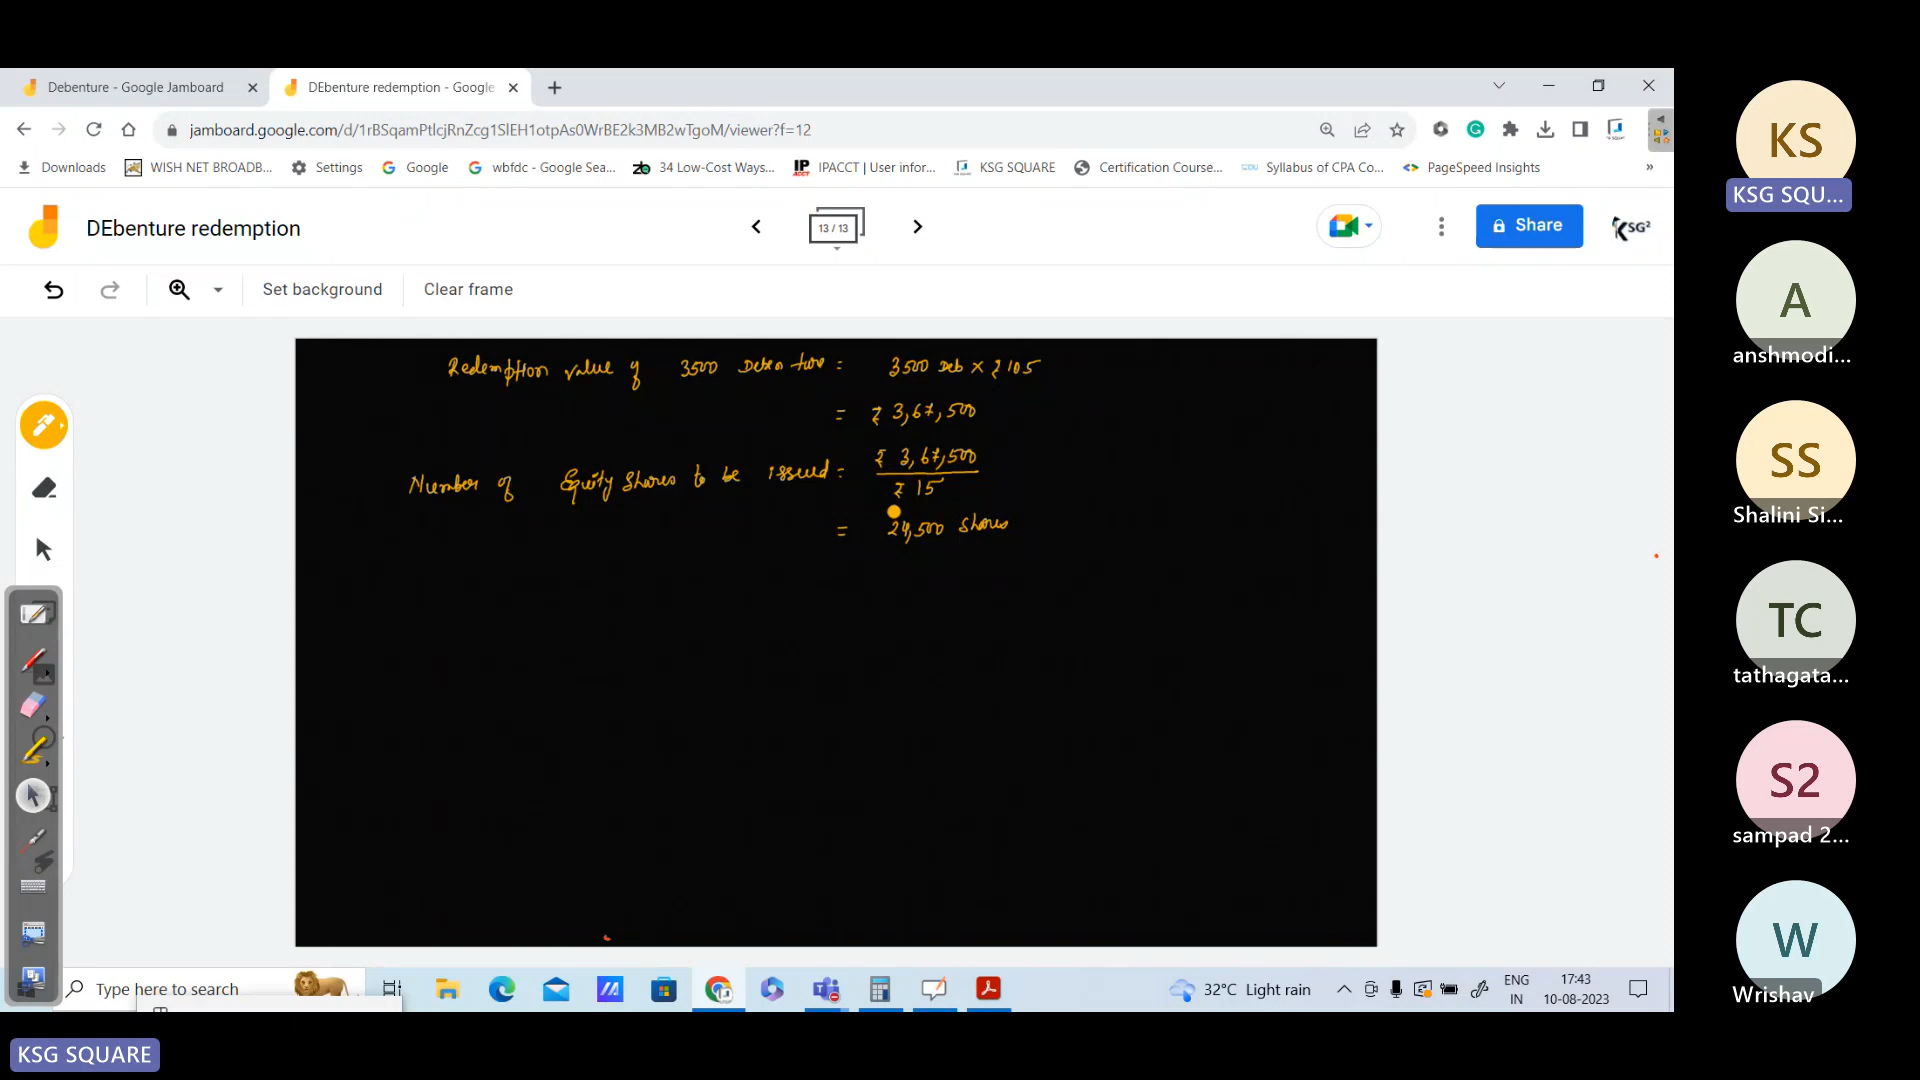 Debenture - Google Jamboard
DEbenture redemption - Google
jamboard.google.com/d/1rBSqamPtlcjRnZcg1SlEH1otpAs0WrBE2k3MB2wTgoM/viewer?f=12
Downloads WISH NET BROADB... Settings Google wbfdc - Google Sea... 34 Low-Cost Ways... IPACCT | User infor... KSG SQUARE Certification Course... Syllabus of CPA Co... PageSpeed Insights »
DEbenture redemption
13 / 13
Share
KSG²
Set background
Clear frame
Redemption value of 3500 Debenture = 3500 Deb × ₹105
= ₹ 3,67,500
Number of Equity Shares to be issued = ₹ 3,67,500
₹ 15
= 24,500 Shares
Type here to search
32°C Light rain
ENG
IN
17:43
10-08-2023
KS
KSG SQU...
A
anshmodi...
SS
Shalini Si...
TC
tathagata...
S2
sampad 2...
W
Wrishav
KSG SQUARE